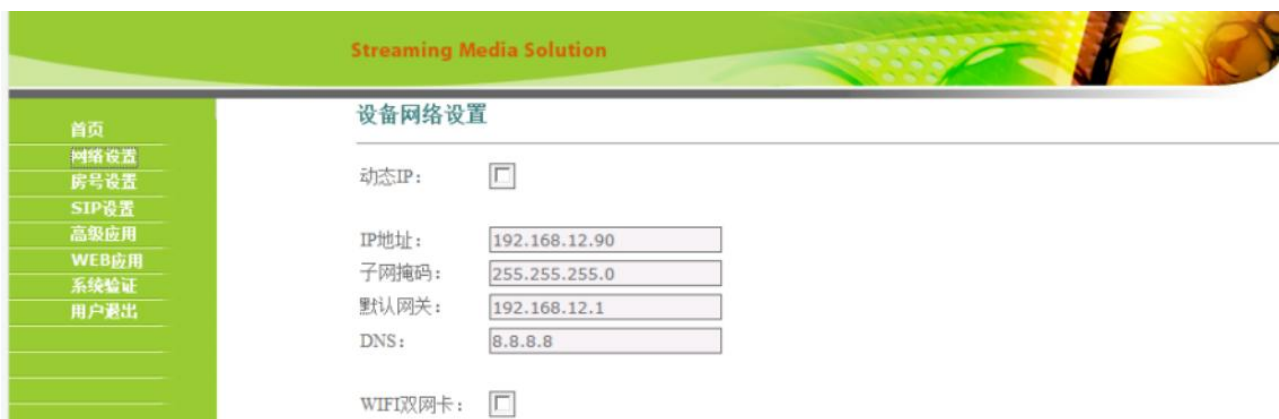 Streaming Media Solution
首页
网络设置
房号设置
SIP设置
高级应用
WEB应用
系统验证
用户退出
设备网络设置
动态IP：
IP地址： 192.168.12.90
子网掩码： 255.255.255.0
默认网关： 192.168.12.1
DNS： 8.8.8.8
WIFI双网卡：